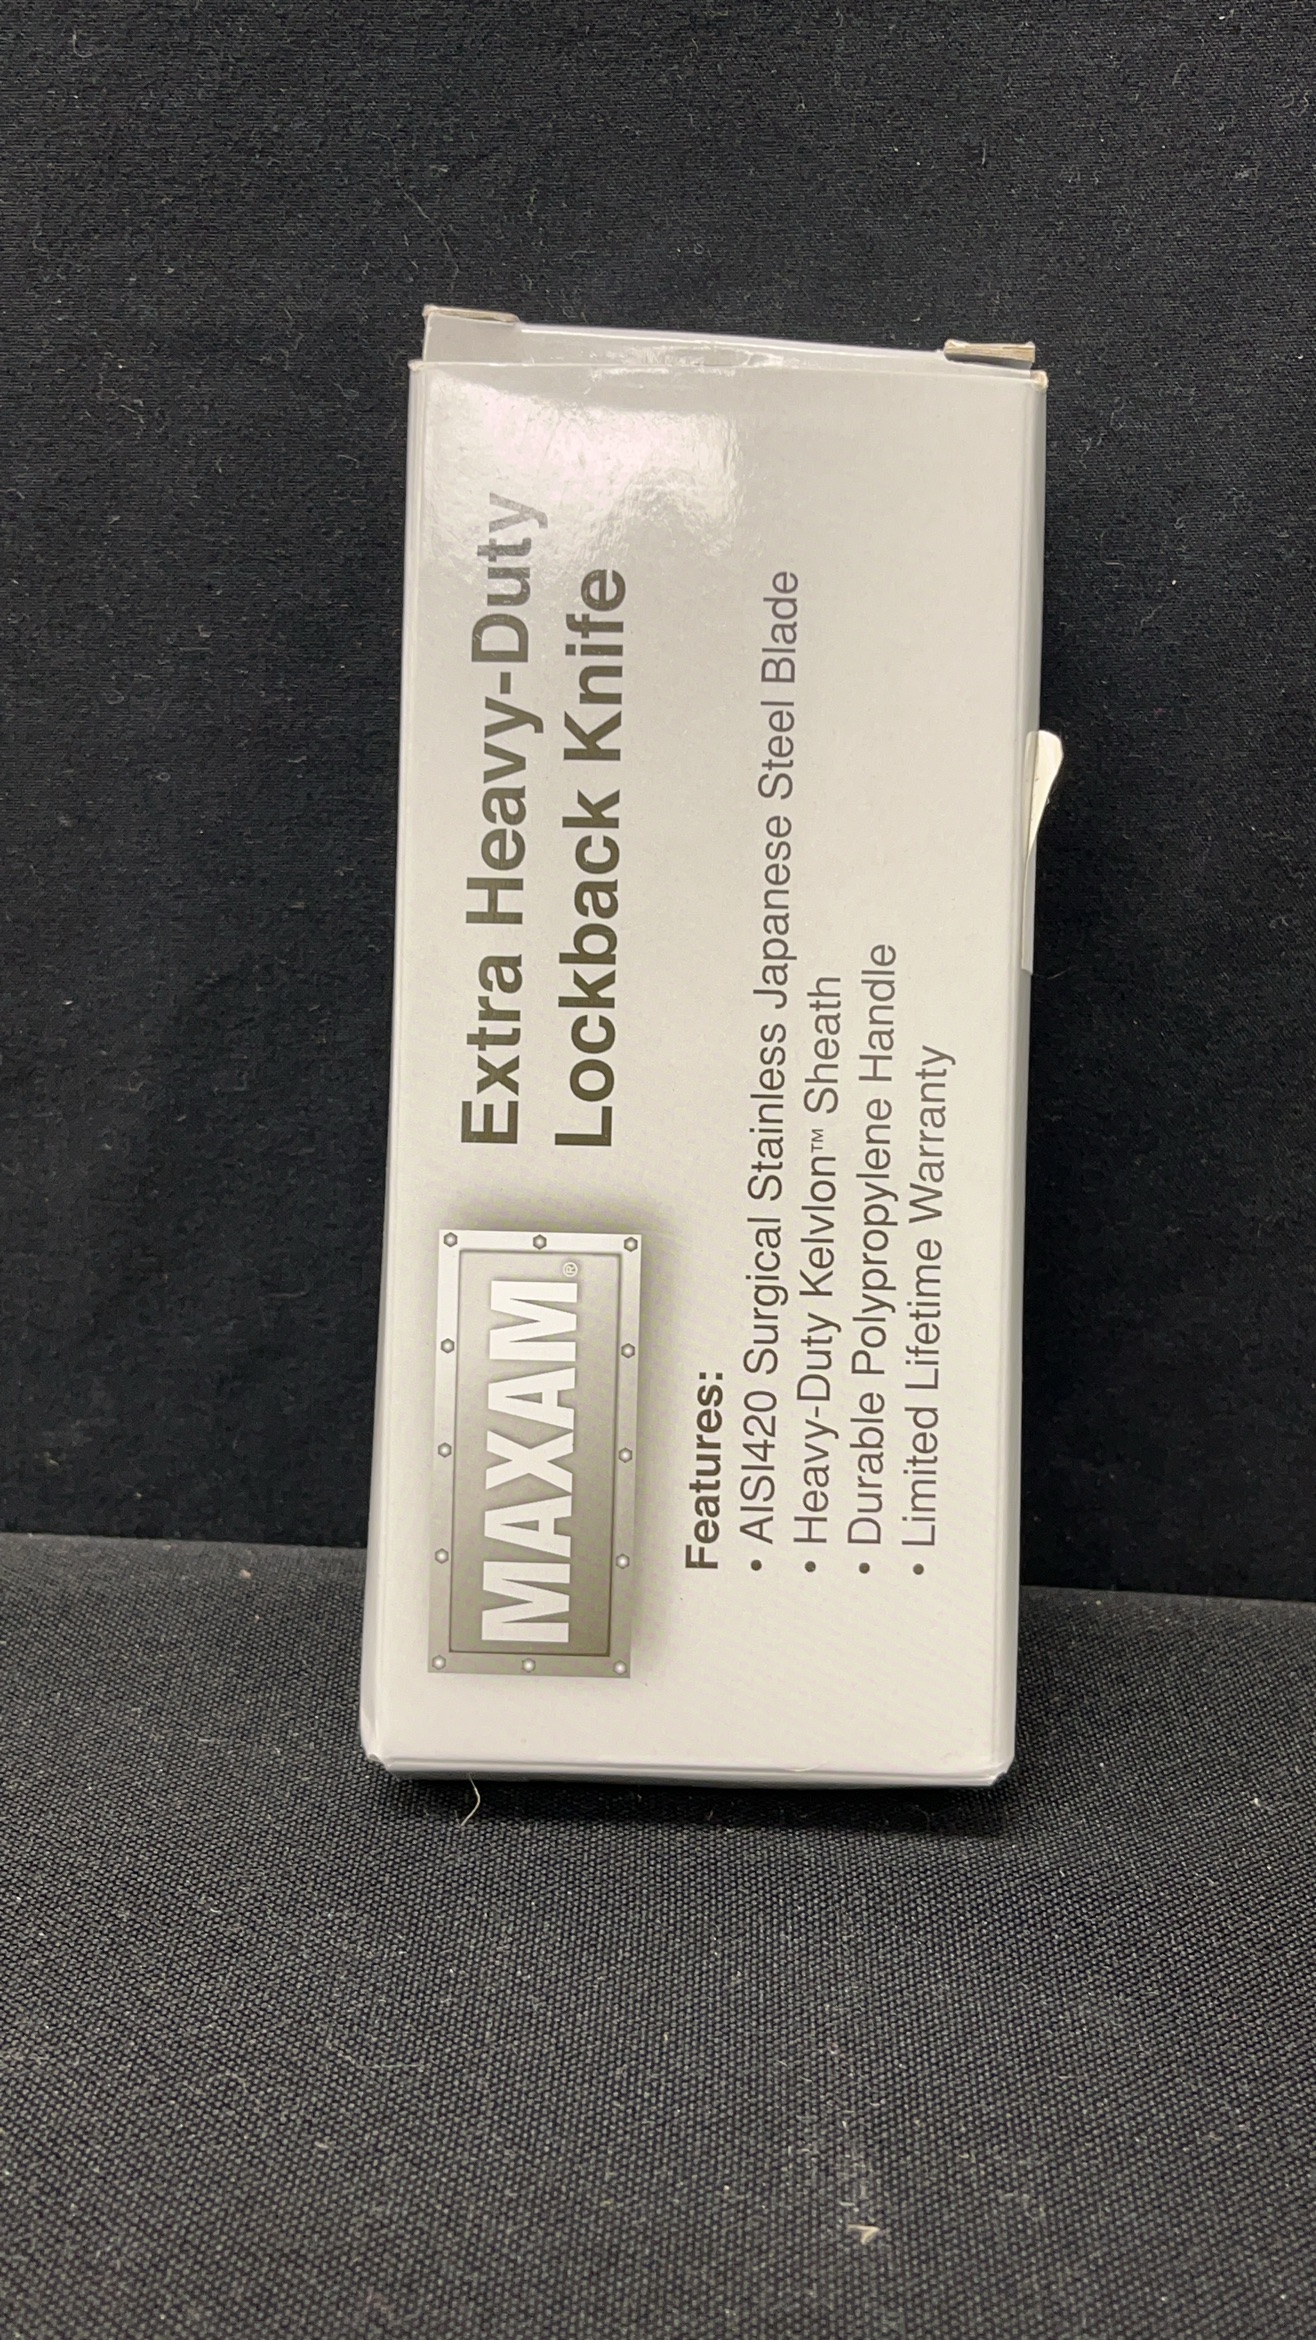 MAXAM®
Extra Heavy-Duty
Lockback Knife
Features:
• AISI420 Surgical Stainless Japanese Steel Blade
• Heavy-Duty Kelvlon™ Sheath
• Durable Polypropylene Handle
• Limited Lifetime Warranty